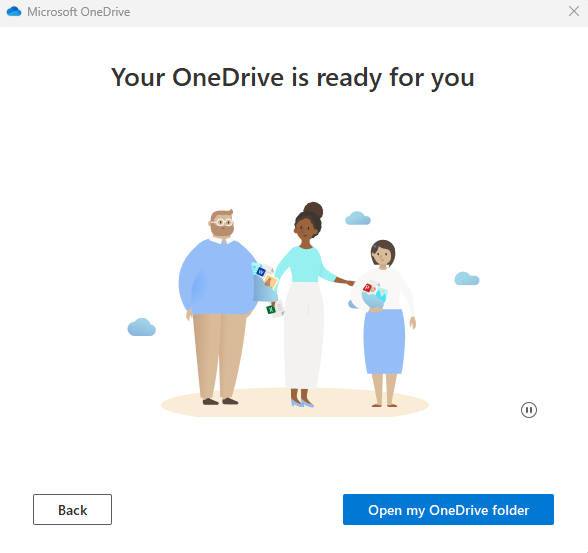 Microsoft OneDrive
Your OneDrive is ready for you
W
X
P
Back
Open my OneDrive folder